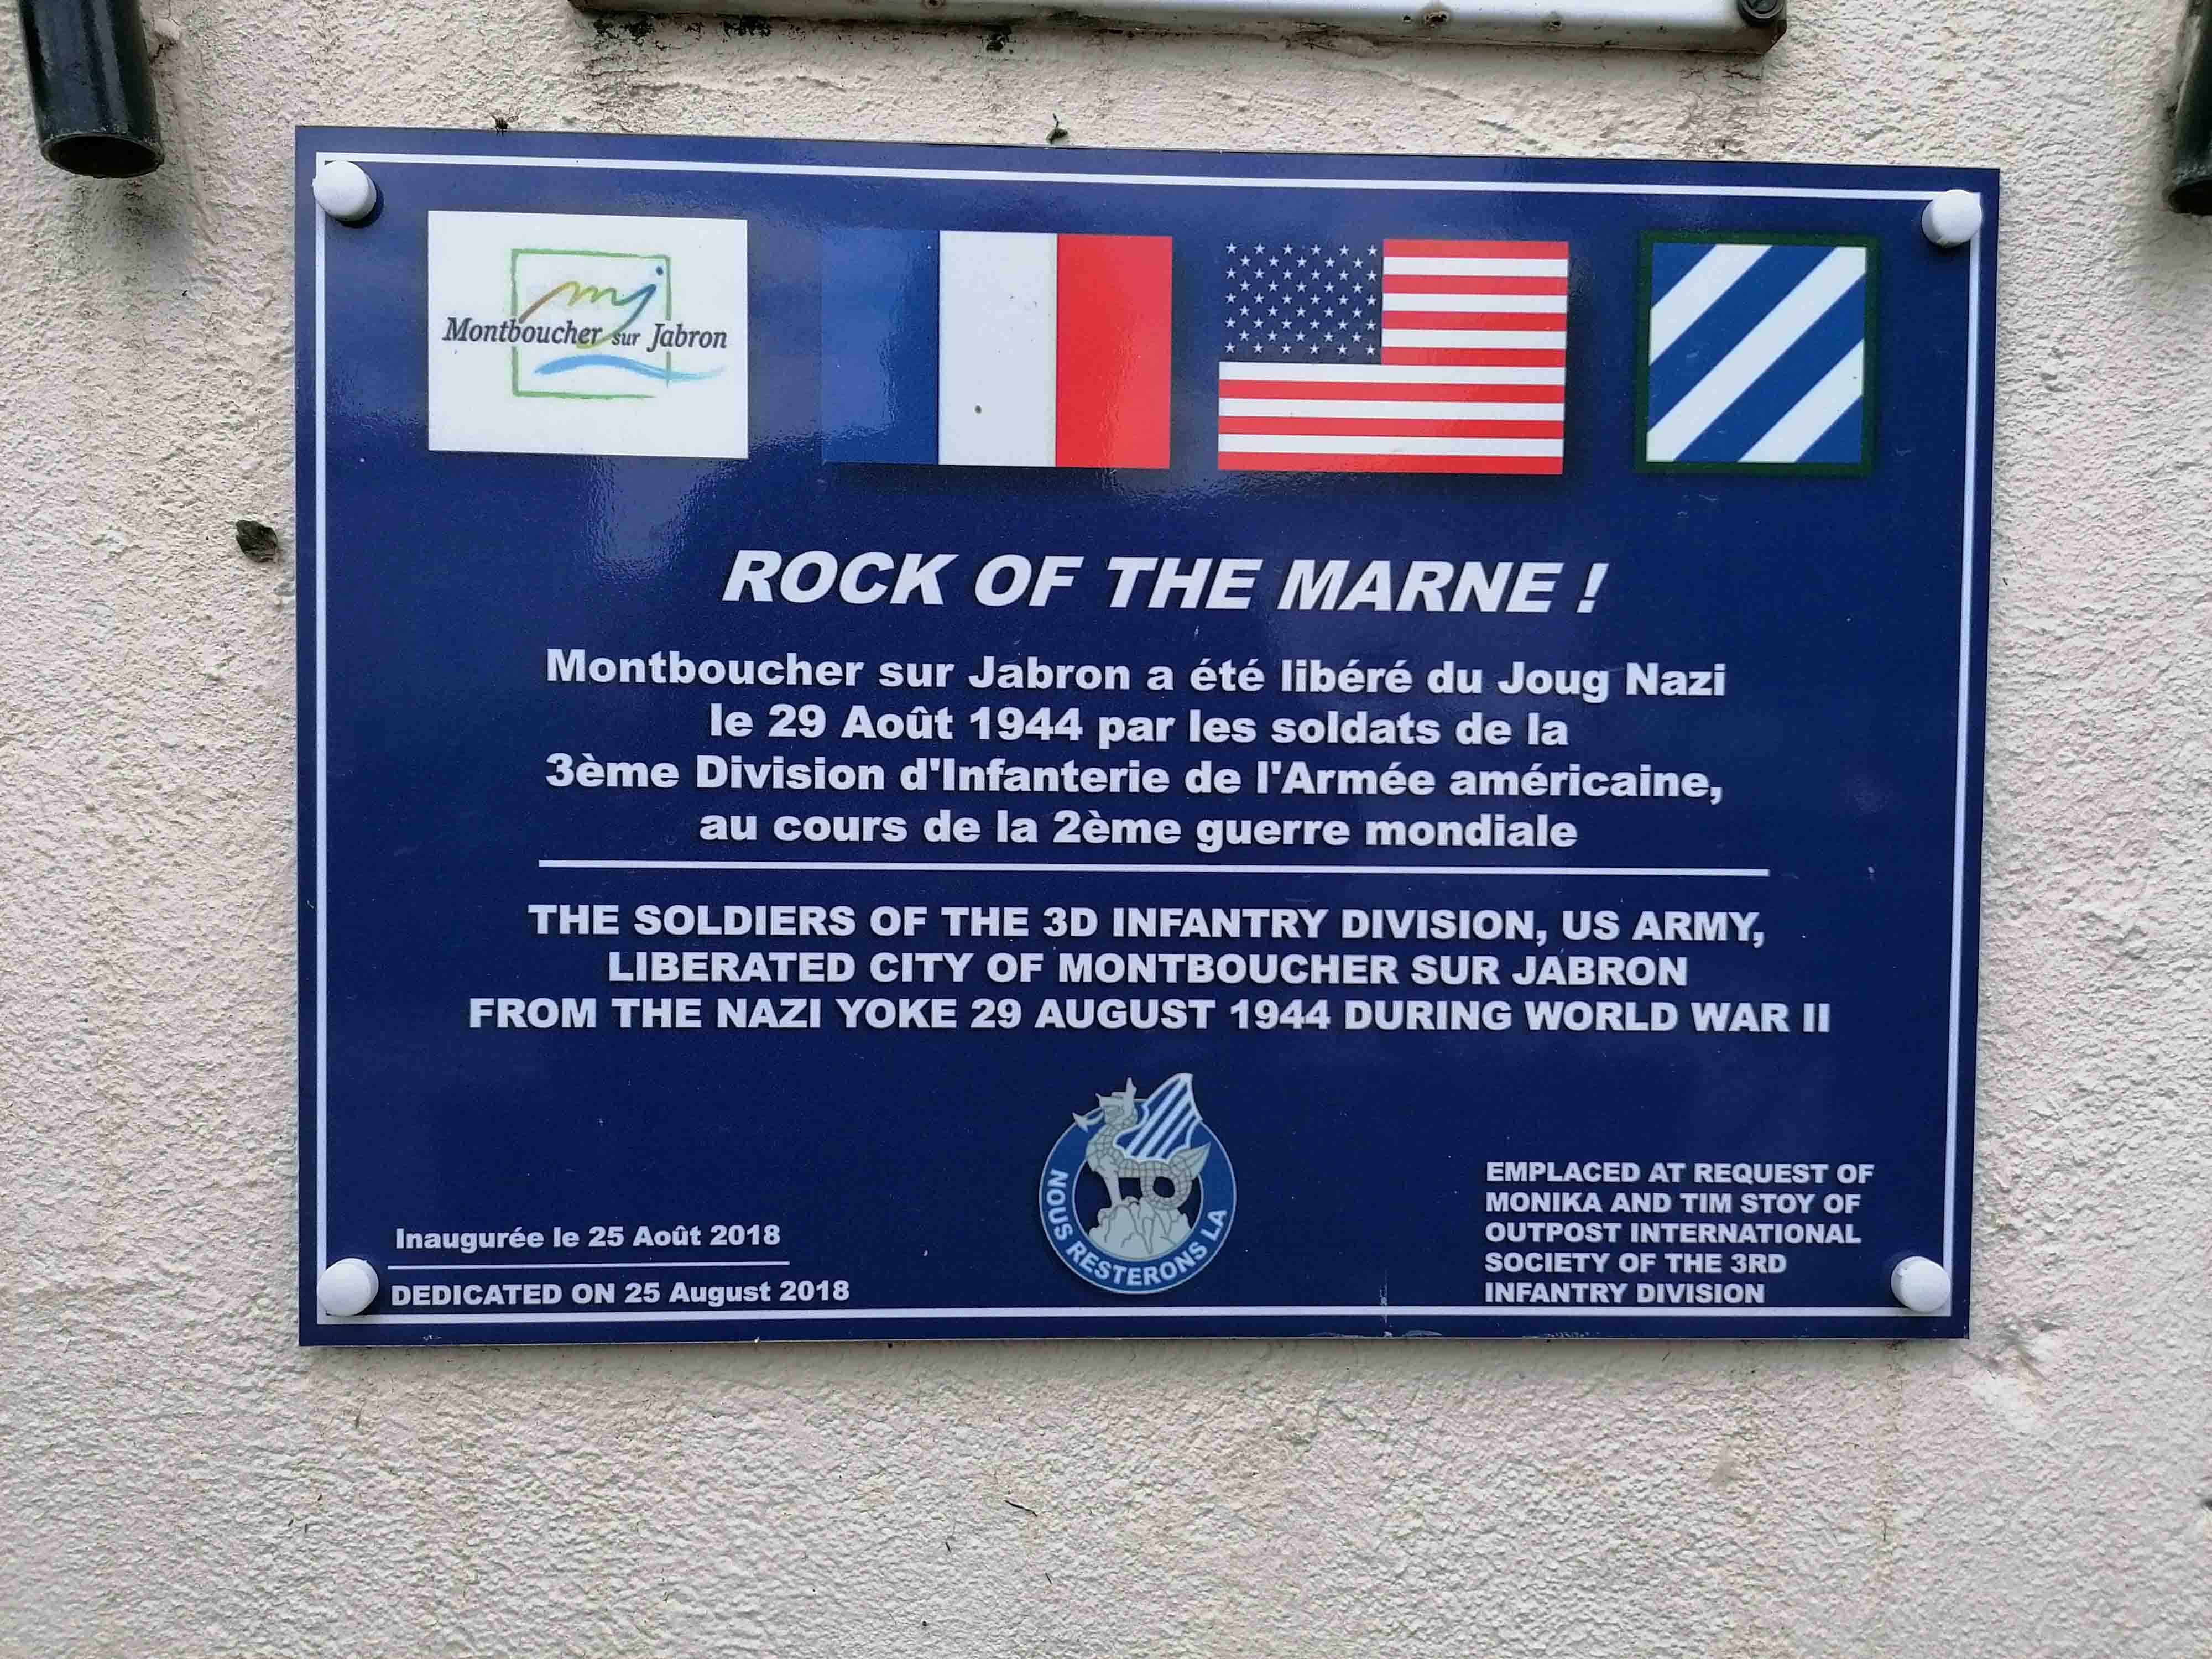 mj
Montboucher sur Jabron
ROCK OF THE MARNE !
Montboucher sur Jabron a été libéré du Joug Nazi
le 29 Août 1944 par les soldats de la
3ème Division d'Infanterie de l'Armée américaine,
au cours de la 2ème guerre mondiale
THE SOLDIERS OF THE 3D INFANTRY DIVISION, US ARMY,
LIBERATED CITY OF MONTBOUCHER SUR JABRON
FROM THE NAZI YOKE 29 AUGUST 1944 DURING WORLD WAR II
NOUS RESTERONS LA
Inaugurée le 25 Août 2018
DEDICATED ON 25 August 2018
EMPLACED AT REQUEST OF
MONIKA AND TIM STOY OF
OUTPOST INTERNATIONAL
SOCIETY OF THE 3RD
INFANTRY DIVISION